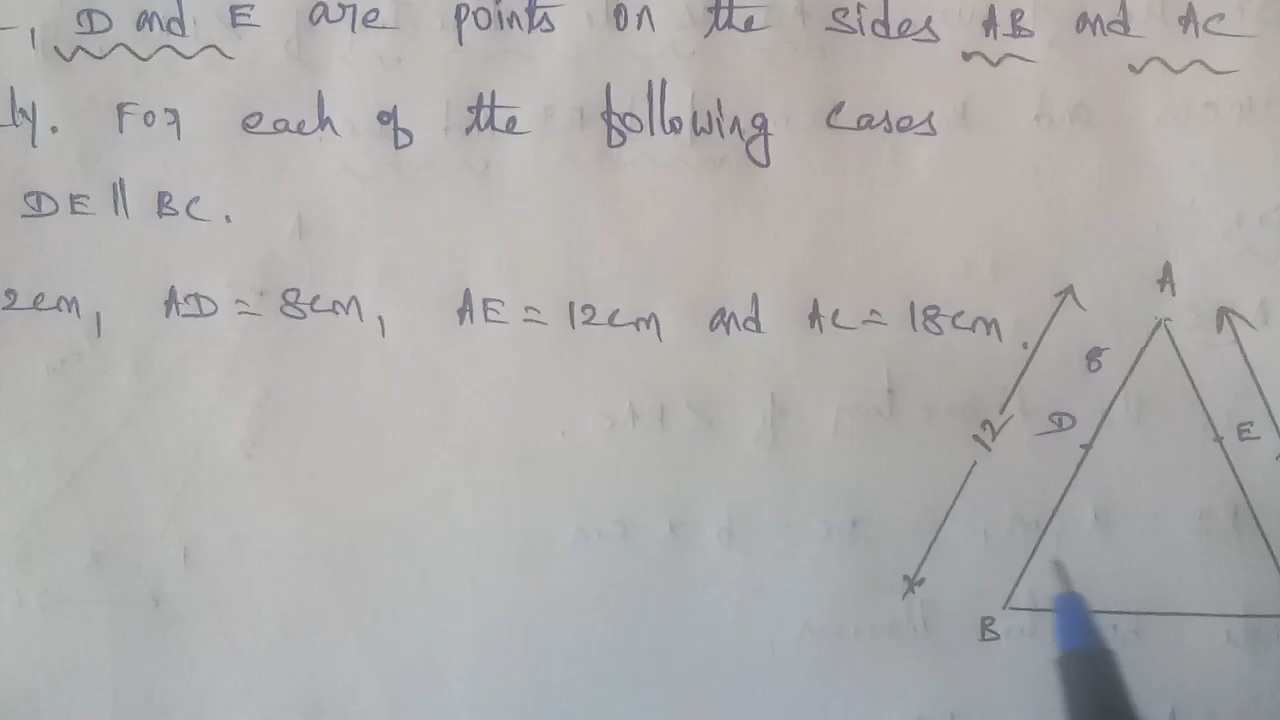 D and E are points on the sides AB and AC
ly. For each of the following cases
DE || BC.
2cm, AD = 8cm, AE = 12cm and AC = 18cm.
A
8
12
D
E
B